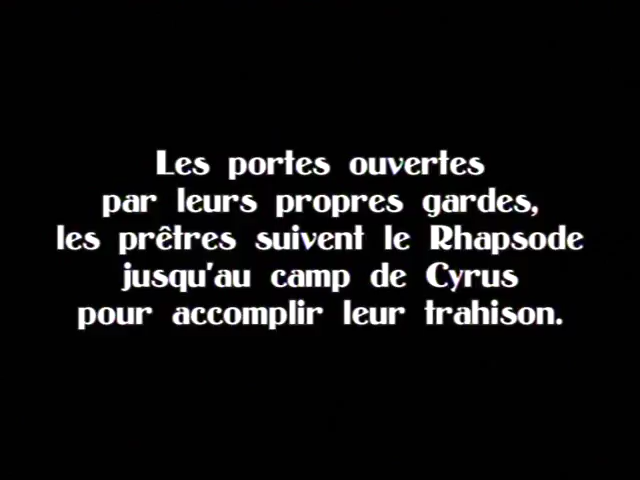 Les portes ouvertes
par leurs propres gardes,
les prêtres suivent le Rhapsode
jusqu'au camp de Cyrus
pour accomplir leur trahison.